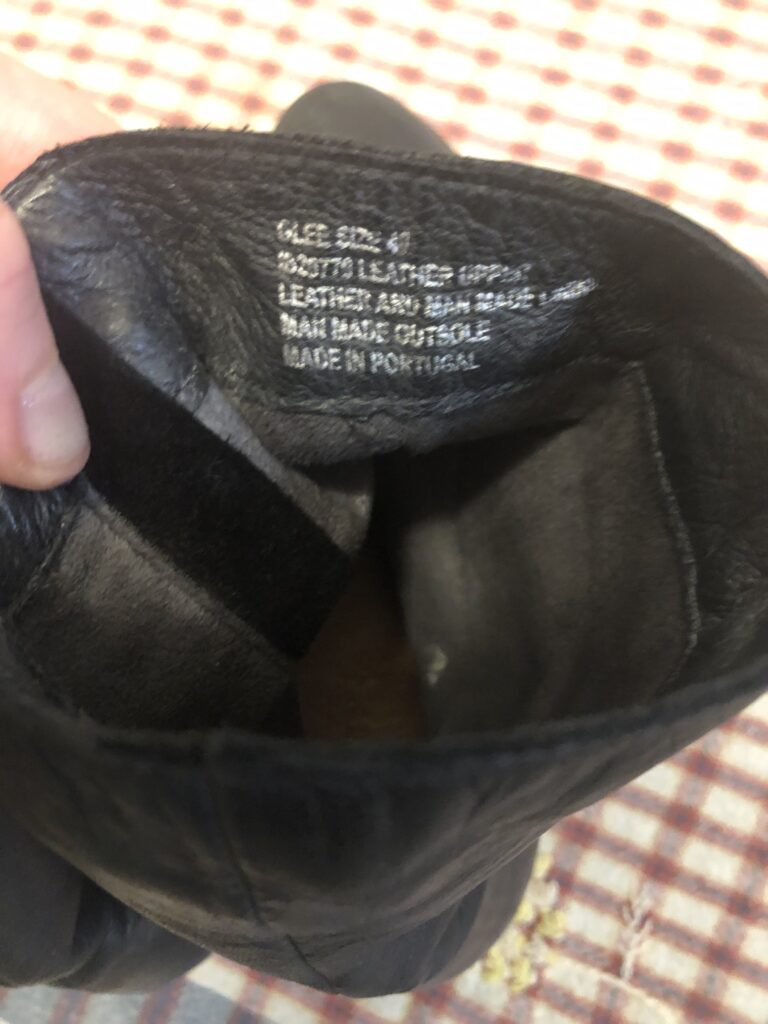 GLEE SIZE 41
LEATHER UPPER
LEATHER AND MAN MADE LINING
MAN MADE OUTSOLE
MADE IN PORTUGAL